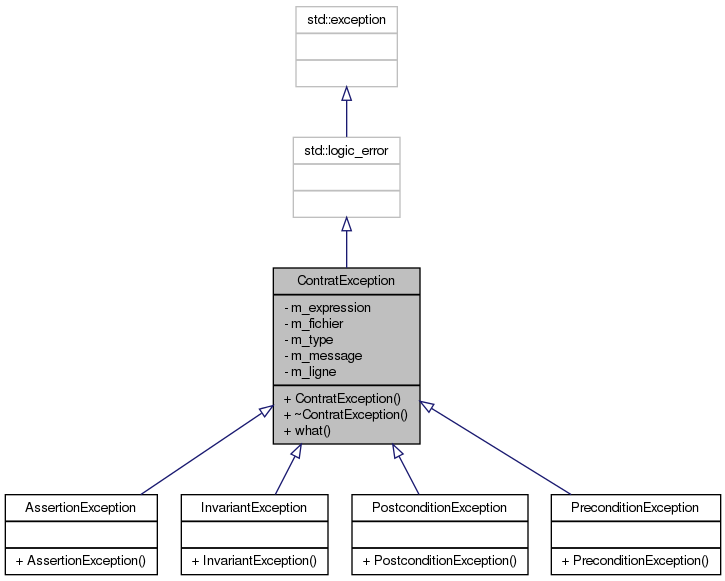 std::exception
std::logic_error
ContratException
- m_expression
- m_fichier
- m_type
- m_message
- m_ligne
+ ContratException()
+ ~ContratException()
+ what()
AssertionException
+ AssertionException()
InvariantException
+ InvariantException()
PostconditionException
+ PostconditionException()
PreconditionException
+ PreconditionException()